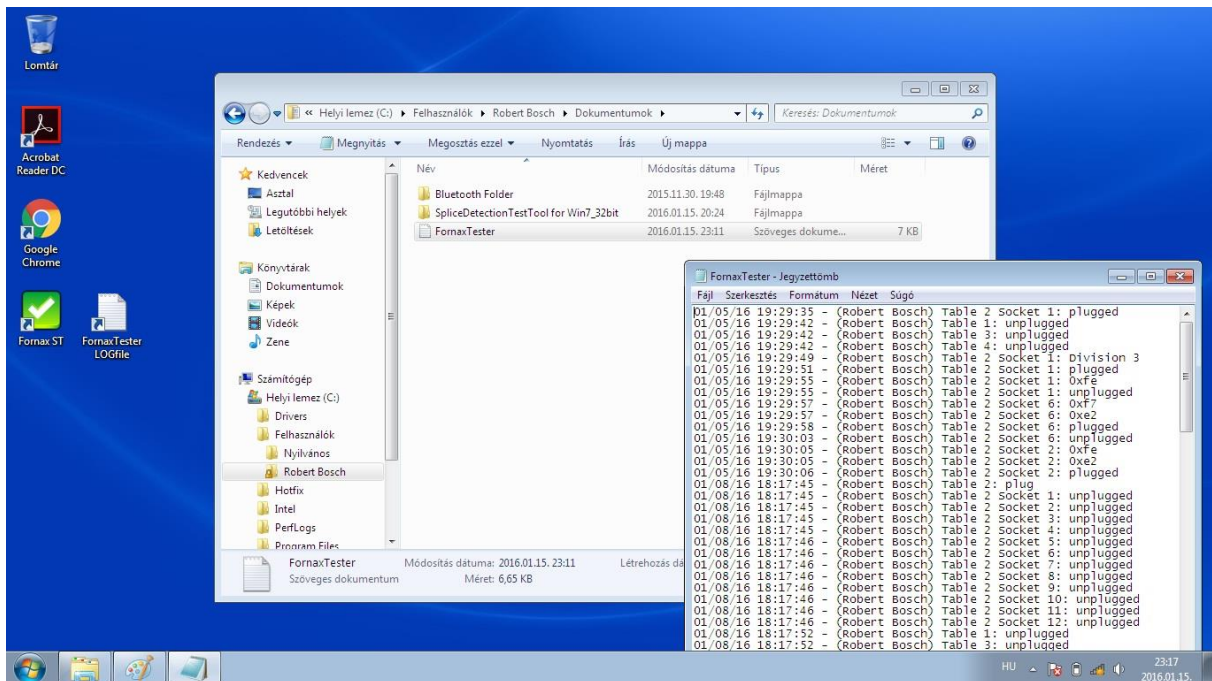 Lomtár
Acrobat
Reader DC
Google
Chrome
Fornax ST
FornaxTester
LOGfile
« Helyi lemez (C:) Felhasználók Robert Bosch Dokumentumok
Keresés: Dokumentumok
Rendezés Megnyitás Megosztás ezzel Nyomtatás Írás Új mappa
Kedvencek
Asztal
Legutóbbi helyek
Letöltések
Könyvtárak
Dokumentumok
Képek
Videók
Zene
Számítógép
Helyi lemez (C:)
Drivers
Felhasználók
Nyilvános
Robert Bosch
Hotfix
Intel
PerfLogs
Program Files
Név Módosítás dátuma Típus Méret
Bluetooth Folder 2015.11.30. 19:48 Fájlmappa
SpliceDetectionTestTool for Win7_32bit 2016.01.15. 20:24 Fájlmappa
FornaxTester 2016.01.15. 23:11 Szöveges dokume... 7 KB
FornaxTester Módosítás dátuma: 2016.01.15. 23:11 Létrehozás dá
Szöveges dokumentum Méret: 6,65 KB
FornaxTester - Jegyzettömb
Fájl Szerkesztés Formátum Nézet Súgó
01/05/16 19:29:35 - (Robert Bosch) Table 2 Socket 1: plugged
01/05/16 19:29:42 - (Robert Bosch) Table 1: unplugged
01/05/16 19:29:42 - (Robert Bosch) Table 3: unplugged
01/05/16 19:29:42 - (Robert Bosch) Table 4: unplugged
01/05/16 19:29:49 - (Robert Bosch) Table 2 Socket 1: Division 3
01/05/16 19:29:51 - (Robert Bosch) Table 2 Socket 1: plugged
01/05/16 19:29:55 - (Robert Bosch) Table 2 Socket 1: 0xfe
01/05/16 19:29:55 - (Robert Bosch) Table 2 Socket 1: unplugged
01/05/16 19:29:57 - (Robert Bosch) Table 2 Socket 6: 0xf7
01/05/16 19:29:57 - (Robert Bosch) Table 2 Socket 6: 0xe2
01/05/16 19:29:58 - (Robert Bosch) Table 2 Socket 6: plugged
01/05/16 19:30:03 - (Robert Bosch) Table 2 Socket 6: unplugged
01/05/16 19:30:05 - (Robert Bosch) Table 2 Socket 2: 0xfe
01/05/16 19:30:05 - (Robert Bosch) Table 2 Socket 2: 0xe2
01/05/16 19:30:06 - (Robert Bosch) Table 2 Socket 2: plugged
01/08/16 18:17:45 - (Robert Bosch) Table 2: plug
01/08/16 18:17:45 - (Robert Bosch) Table 2 Socket 1: unplugged
01/08/16 18:17:45 - (Robert Bosch) Table 2 Socket 2: unplugged
01/08/16 18:17:45 - (Robert Bosch) Table 2 Socket 3: unplugged
01/08/16 18:17:45 - (Robert Bosch) Table 2 Socket 4: unplugged
01/08/16 18:17:46 - (Robert Bosch) Table 2 Socket 5: unplugged
01/08/16 18:17:46 - (Robert Bosch) Table 2 Socket 6: unplugged
01/08/16 18:17:46 - (Robert Bosch) Table 2 Socket 7: unplugged
01/08/16 18:17:46 - (Robert Bosch) Table 2 Socket 8: unplugged
01/08/16 18:17:46 - (Robert Bosch) Table 2 Socket 9: unplugged
01/08/16 18:17:46 - (Robert Bosch) Table 2 Socket 10: unplugged
01/08/16 18:17:46 - (Robert Bosch) Table 2 Socket 11: unplugged
01/08/16 18:17:46 - (Robert Bosch) Table 2 Socket 12: unplugged
01/08/16 18:17:52 - (Robert Bosch) Table 1: unplugged
01/08/16 18:17:52 - (Robert Bosch) Table 3: unplugged
HU
23:17
2016.01.15.